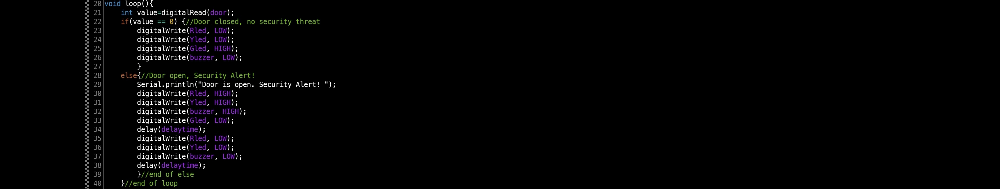 20 void loop(){
21     int value=digitalRead(door);
22     if(value == 0) {//Door closed, no security threat
23         digitalWrite(Rled, LOW);
24         digitalWrite(Yled, LOW);
25         digitalWrite(Gled, HIGH);
26         digitalWrite(buzzer, LOW);
27         }
28     else{//Door open, Security Alert!
29         Serial.println("Door is open. Security Alert! ");
30         digitalWrite(Rled, HIGH);
31         digitalWrite(Yled, HIGH);
32         digitalWrite(buzzer, HIGH);
33         digitalWrite(Gled, LOW);
34         delay(delaytime);
35         digitalWrite(Rled, LOW);
36         digitalWrite(Yled, LOW);
37         digitalWrite(buzzer, LOW);
38         delay(delaytime);
39         }//end of else
40     }//end of loop